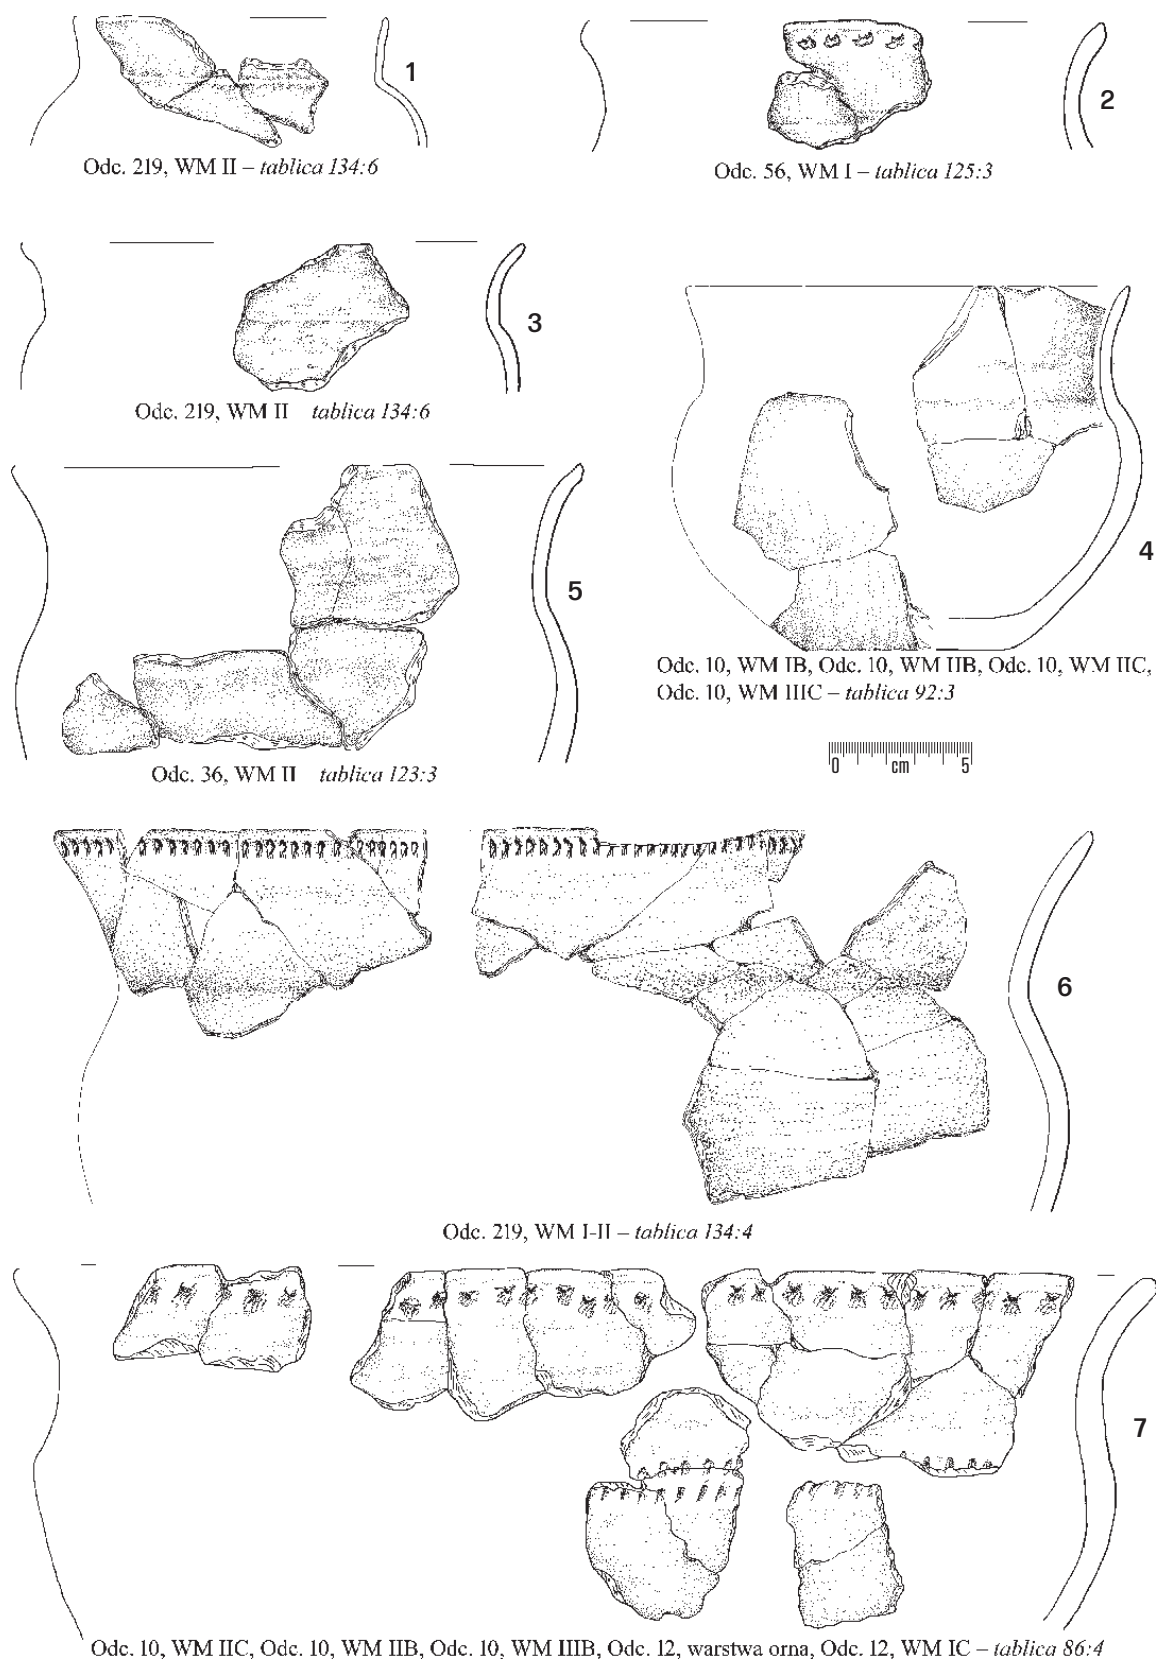 1
Odc. 219, WM II – tablica 134:6
2
Odc. 56, WM I – tablica 125:3
3
Odc. 219, WM II tablica 134:6
4
Odc. 10, WM IB, Odc. 10, WM IIB, Odc. 10, WM IIC,
Odc. 10, WM IIIC – tablica 92:3
5
Odc. 36, WM II tablica 123:3
0 cm 5
6
Odc. 219, WM I-II – tablica 134:4
7
Odc. 10, WM IIC, Odc. 10, WM IIB, Odc. 10, WM IIIB, Odc. 12, warstwa orna, Odc. 12, WM IC – tablica 86:4